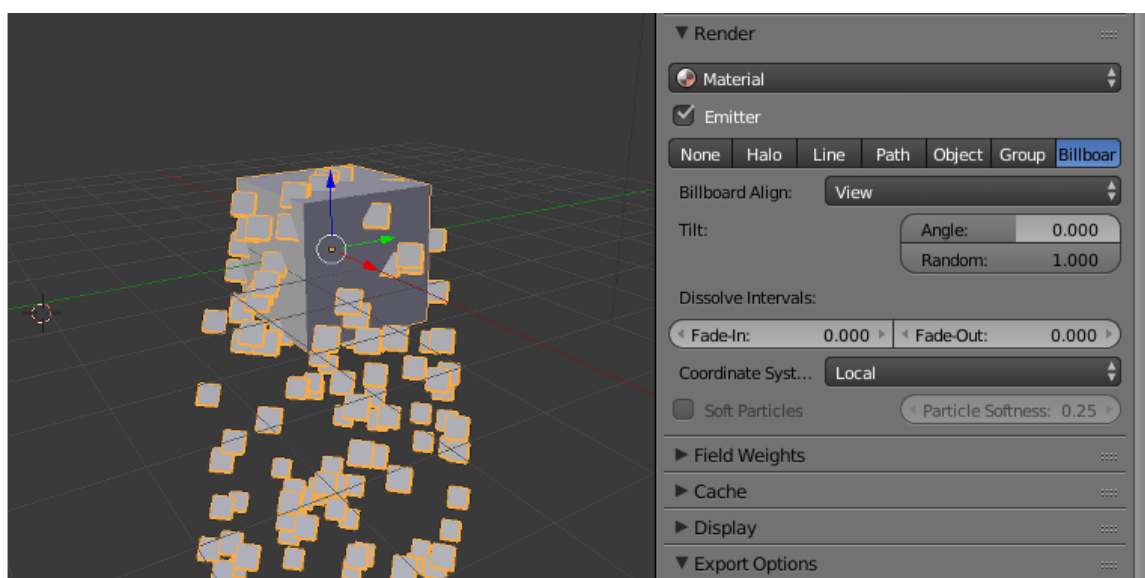 Render
Material
Emitter
None Halo Line Path Object Group Billboar
Billboard Align: View
Tilt: Angle: 0.000
Random: 1.000
Dissolve Intervals:
Fade-In: 0.000 Fade-Out: 0.000
Coordinate Syst... Local
Soft Particles Particle Softness: 0.25
Field Weights
Cache
Display
Export Options